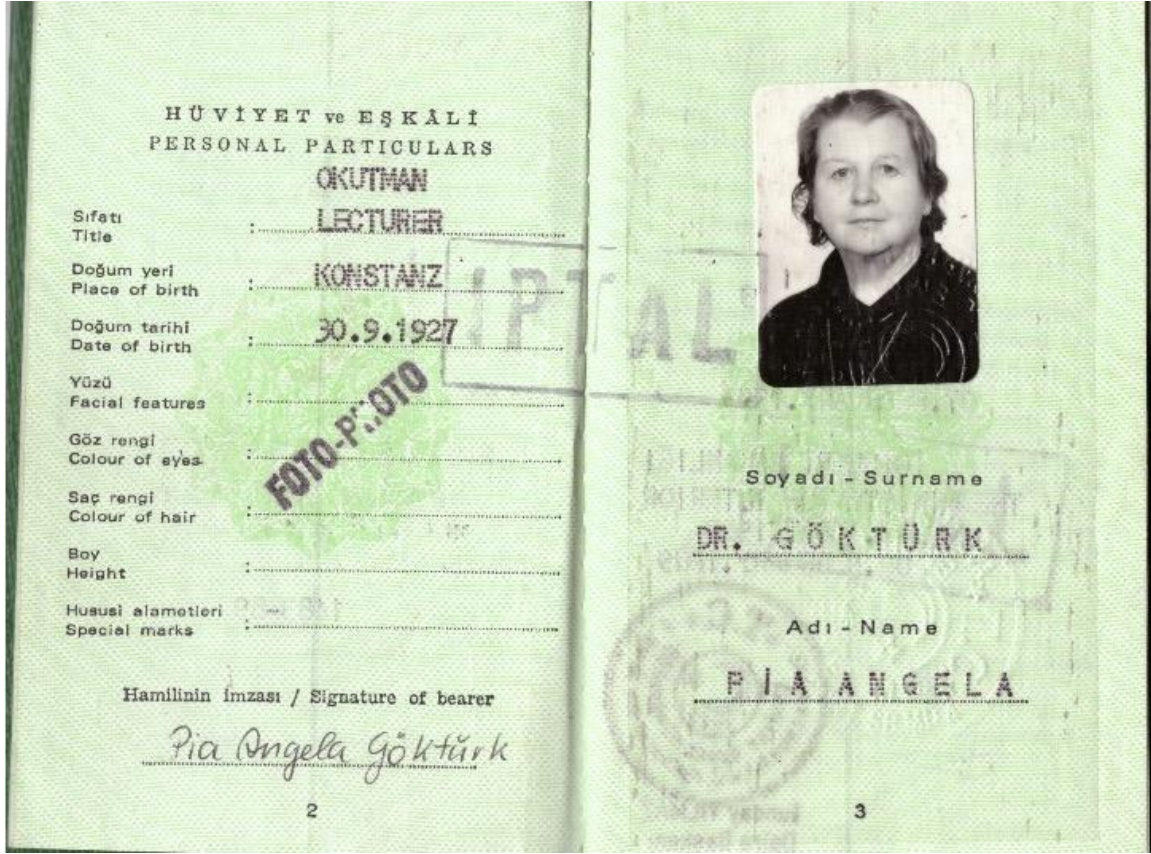 HÜVİYET ve EŞKÂLİ
PERSONAL PARTICULARS
OKUTMAN
Sıfatı
Title : LECTURER
Doğum yeri
Place of birth : KONSTANZ
Doğum tarihi
Date of birth : 30.9.1927
Yüzü
Facial features :
Göz rengi
Colour of eyes :
Saç rengi
Colour of hair :
Boy
Height :
Hususi alametleri
Special marks :
FOTO-PHOTO
İPTAL
Hamilinin imzası / Signature of bearer
Pia Angela Göktürk
2
Soyadı - Surname
DR. GÖKTÜRK
Adı - Name
PİA ANGELA
3